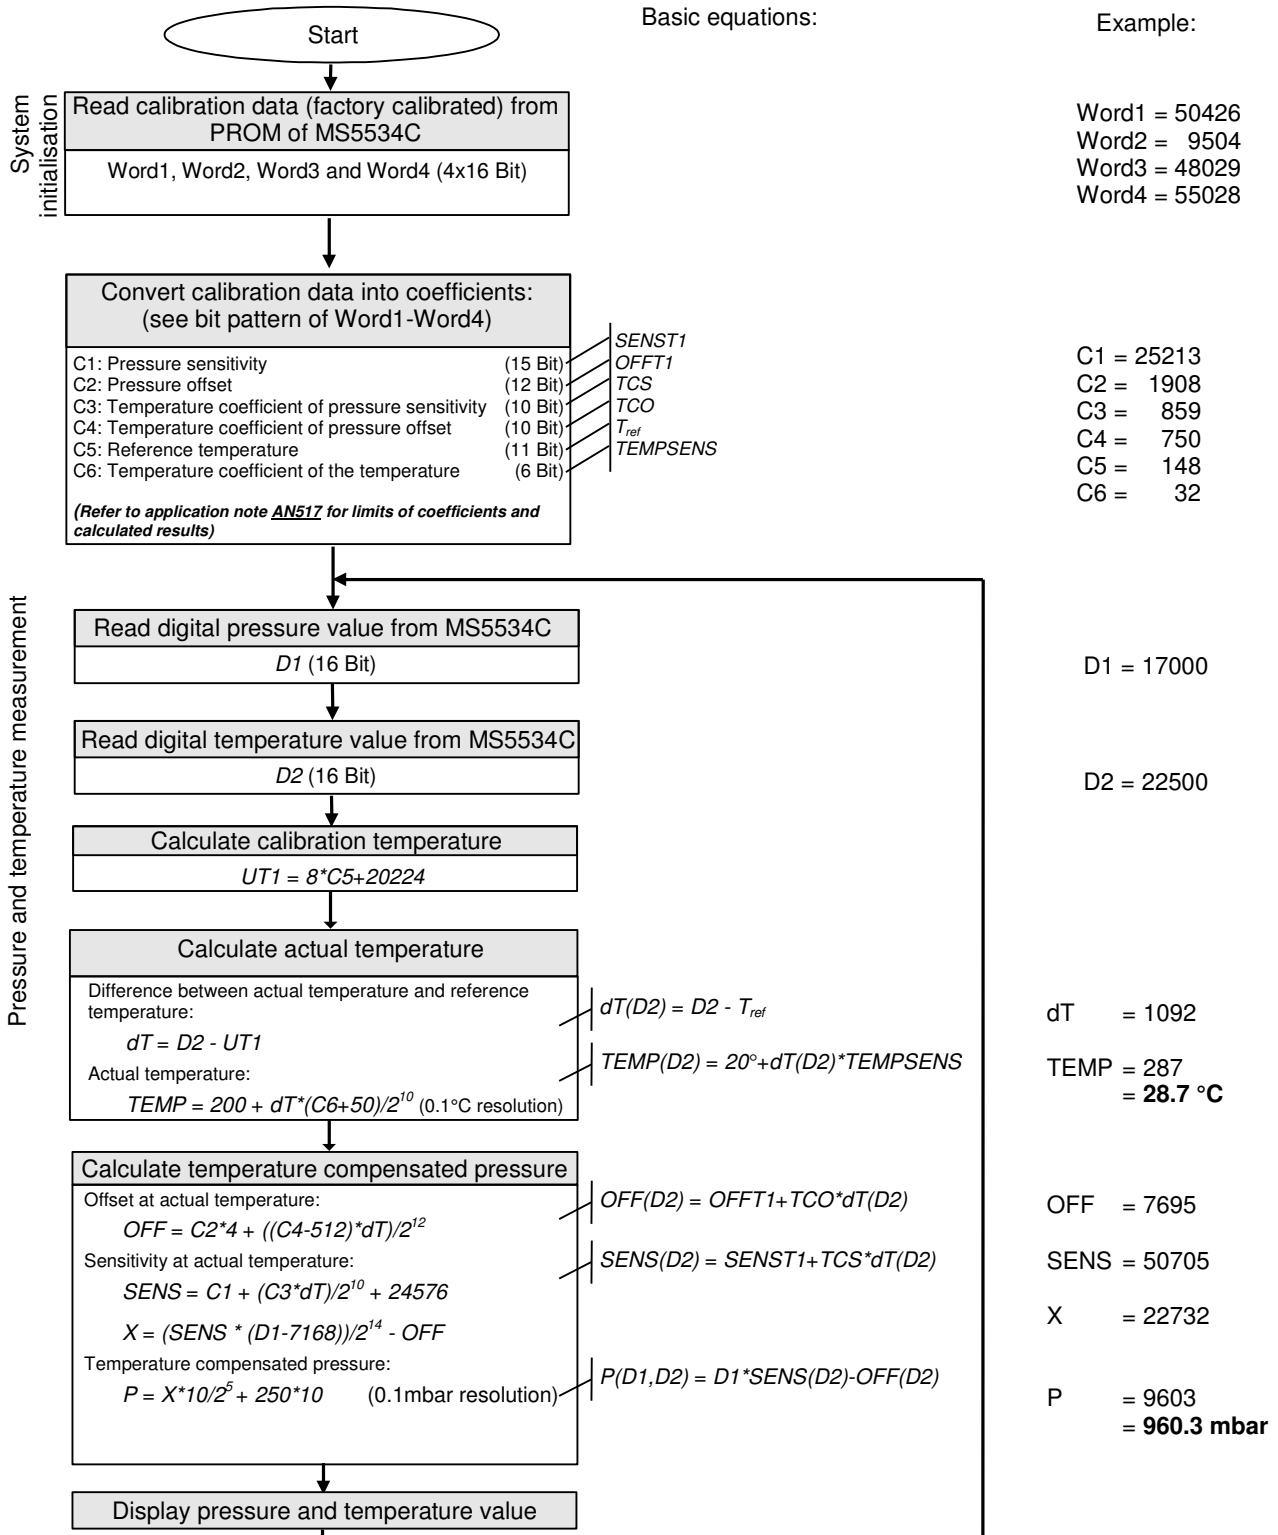 Basic equations:
Example:
Start
System
initialisation
Read calibration data (factory calibrated) from
PROM of MS5534C
Word1, Word2, Word3 and Word4 (4x16 Bit)
Word1 = 50426
Word2 = 9504
Word3 = 48029
Word4 = 55028
Convert calibration data into coefficients:
(see bit pattern of Word1-Word4)
C1: Pressure sensitivity (15 Bit)
C2: Pressure offset (12 Bit)
C3: Temperature coefficient of pressure sensitivity (10 Bit)
C4: Temperature coefficient of pressure offset (10 Bit)
C5: Reference temperature (11 Bit)
C6: Temperature coefficient of the temperature (6 Bit)
(Refer to application note AN517 for limits of coefficients and
calculated results)
SENST1
OFFT1
TCS
TCO
Tref
TEMPSENS
C1 = 25213
C2 = 1908
C3 = 859
C4 = 750
C5 = 148
C6 = 32
Pressure and temperature measurement
Read digital pressure value from MS5534C
D1 (16 Bit)
D1 = 17000
Read digital temperature value from MS5534C
D2 (16 Bit)
D2 = 22500
Calculate calibration temperature
UT1 = 8*C5+20224
Calculate actual temperature
Difference between actual temperature and reference
temperature:
dT = D2 - UT1
Actual temperature:
TEMP = 200 + dT*(C6+50)/2^10 (0.1°C resolution)
dT(D2) = D2 - Tref
TEMP(D2) = 20°+dT(D2)*TEMPSENS
dT = 1092
TEMP = 287
= 28.7 °C
Calculate temperature compensated pressure
Offset at actual temperature:
OFF = C2*4 + ((C4-512)*dT)/2^12
Sensitivity at actual temperature:
SENS = C1 + (C3*dT)/2^10 + 24576
X = (SENS * (D1-7168))/2^14 - OFF
Temperature compensated pressure:
P = X*10/2^5 + 250*10 (0.1mbar resolution)
OFF(D2) = OFFT1+TCO*dT(D2)
SENS(D2) = SENST1+TCS*dT(D2)
P(D1,D2) = D1*SENS(D2)-OFF(D2)
OFF = 7695
SENS = 50705
X = 22732
P = 9603
= 960.3 mbar
Display pressure and temperature value